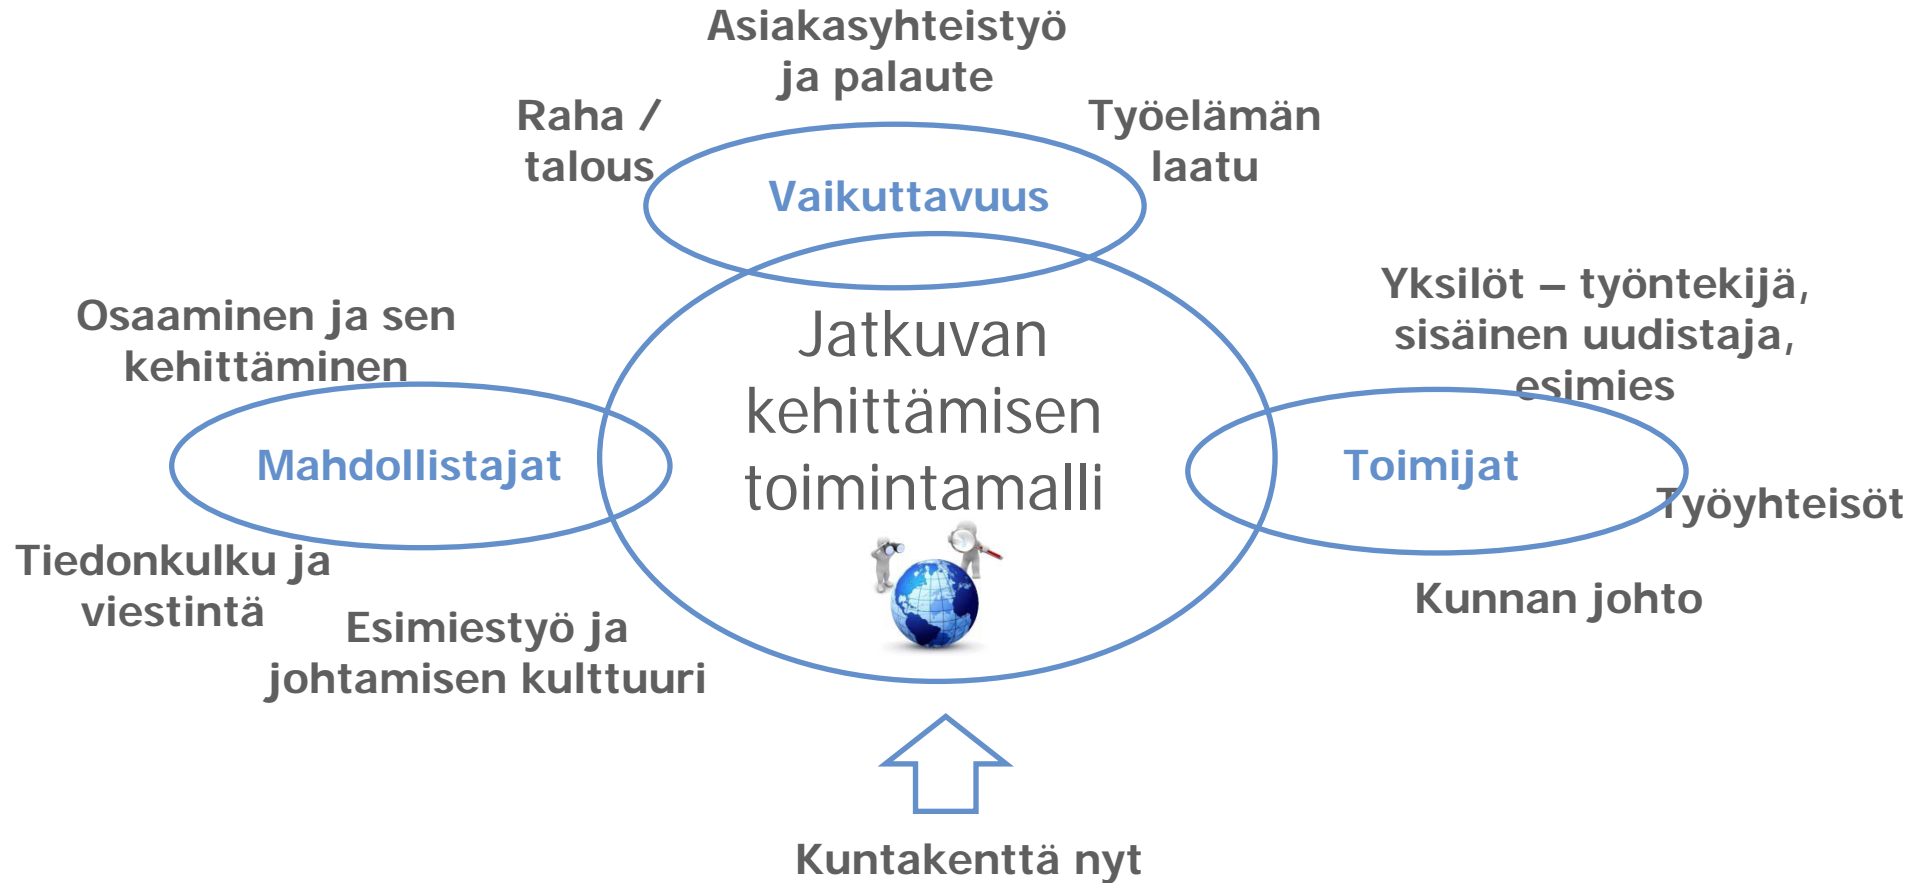 Asiakasyhteistyö
ja palaute
Raha /
talous
Työelämän
laatu
Vaikuttavuus
Osaaminen ja sen
kehittäminen
Mahdollistajat
Tiedonkulku ja
viestintä
Esimiestyö ja
johtamisen kulttuuri
Jatkuvan
kehittämisen
toimintamalli
Yksilöt – työntekijä,
sisäinen uudistaja,
esimies
Toimijat
Työyhteisöt
Kunnan johto
Kuntakenttä nyt